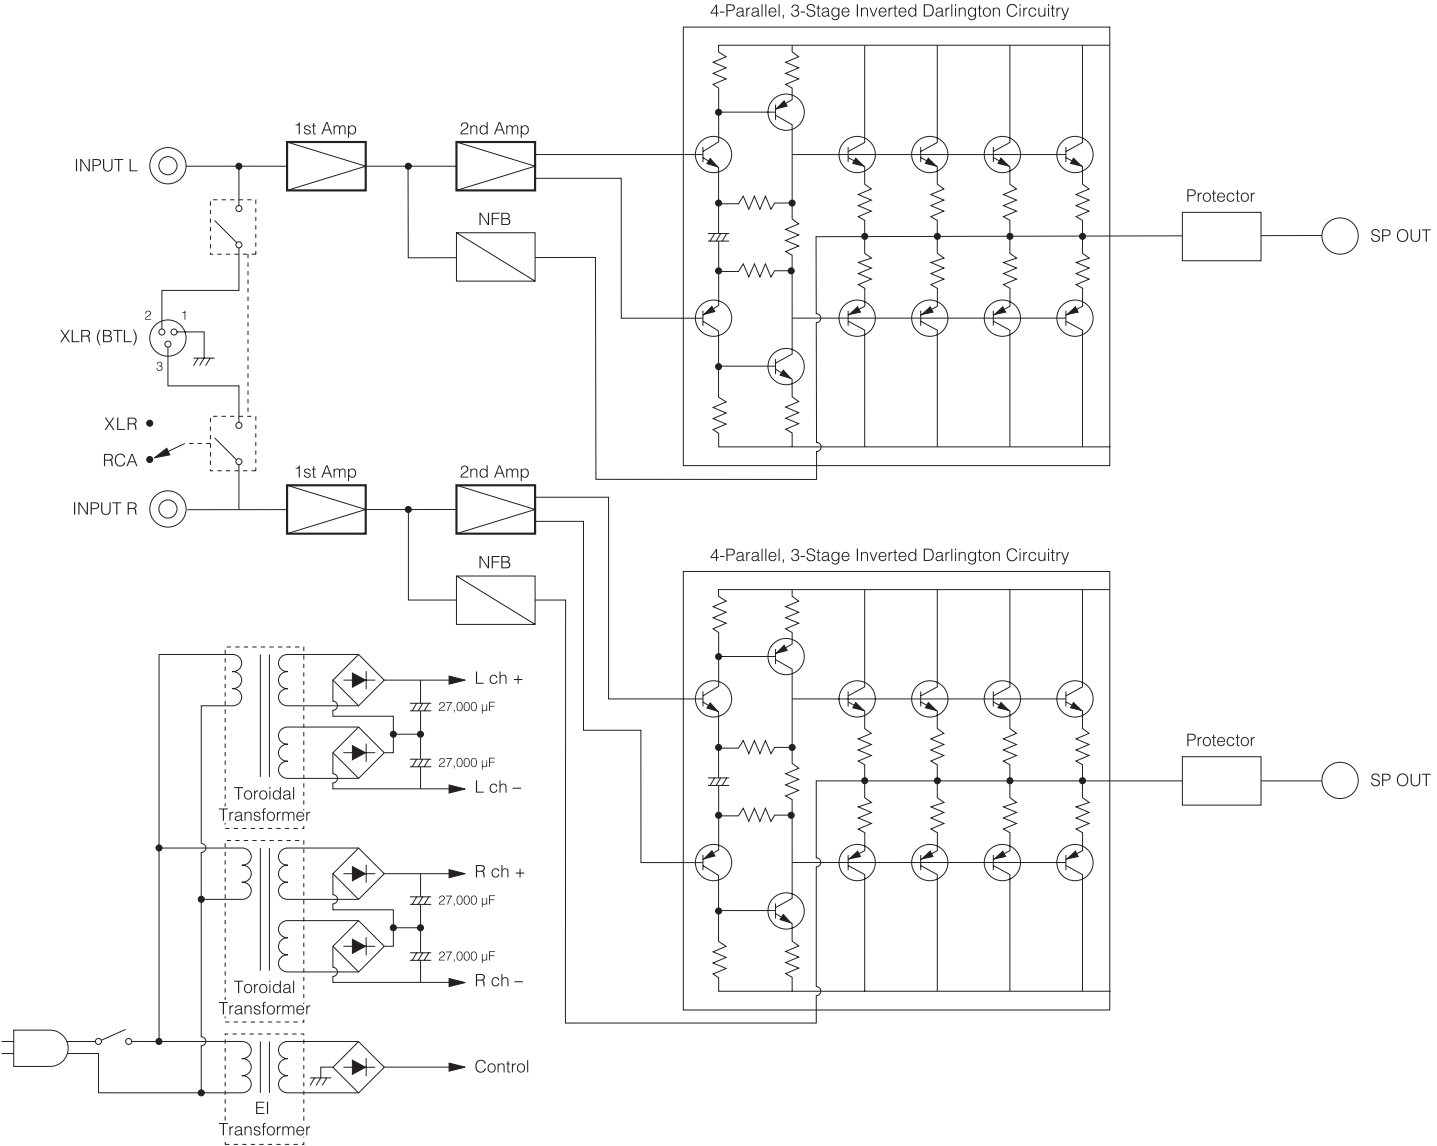 4-Parallel, 3-Stage Inverted Darlington Circuitry
1st Amp
2nd Amp
INPUT L
NFB
Protector
SP OUT
2
1
XLR (BTL)
3
XLR
RCA
1st Amp
2nd Amp
INPUT R
NFB
4-Parallel, 3-Stage Inverted Darlington Circuitry
Protector
SP OUT
L ch +
27,000 µF
27,000 µF
L ch –
Toroidal
Transformer
R ch +
27,000 µF
27,000 µF
R ch –
Toroidal
Transformer
Control
EI
Transformer